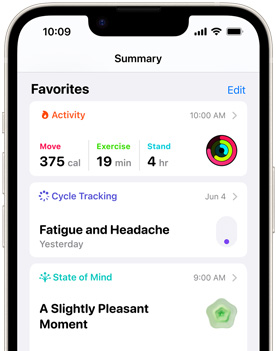 10:09
Summary
Favorites Edit
Activity 10:00 AM
Move Exercise Stand
375 cal 19 min 4 hr
Cycle Tracking Jun 4
Fatigue and Headache
Yesterday
State of Mind 9:00 AM
A Slightly Pleasant
Moment